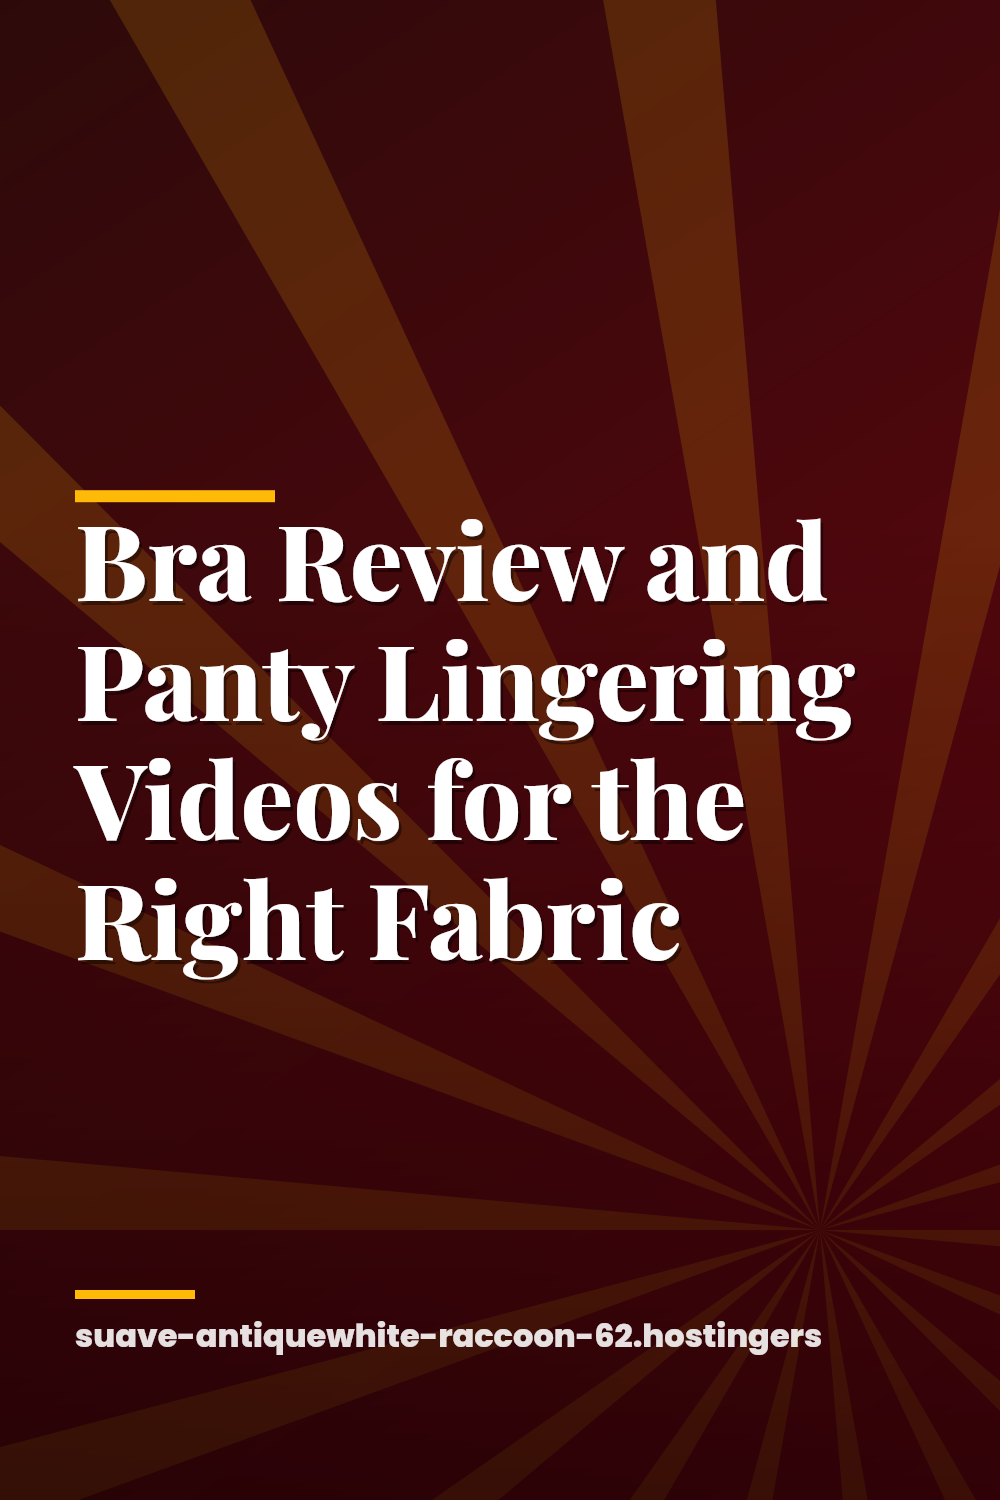 Bra Review and
Panty Lingering
Videos for the
Right Fabric
suave-antiquewhite-raccoon-62.hostingers